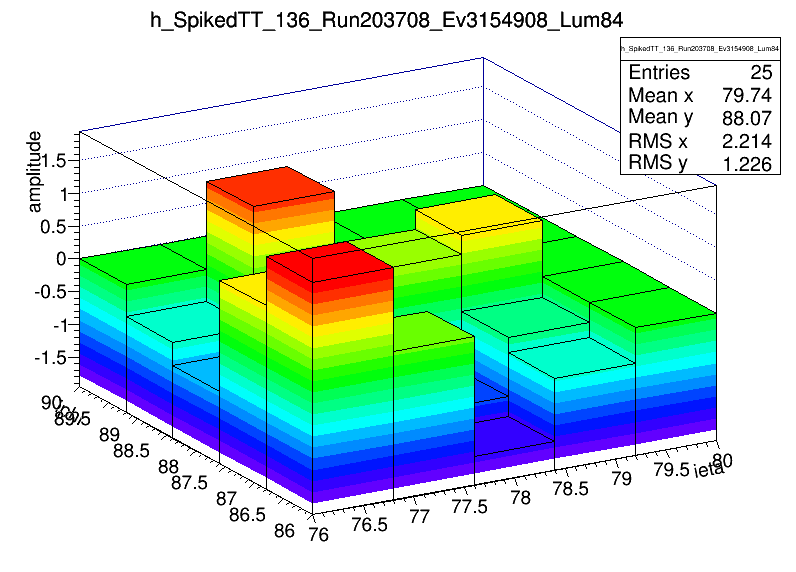 h_SpikedTT_136_Run203708_Ev3154908_Lum84
h_SpikedTT_136_Run203708_Ev3154908_Lum84
Entries 25
Mean x 79.74
Mean y 88.07
RMS x 2.214
RMS y 1.226
amplitude
1.5
1
0.5
0
-0.5
-1
-1.5
90
89.5
89
88.5
88
87.5
87
86.5
86
76
76.5
77
77.5
78
78.5
79
79.5
80
ieta